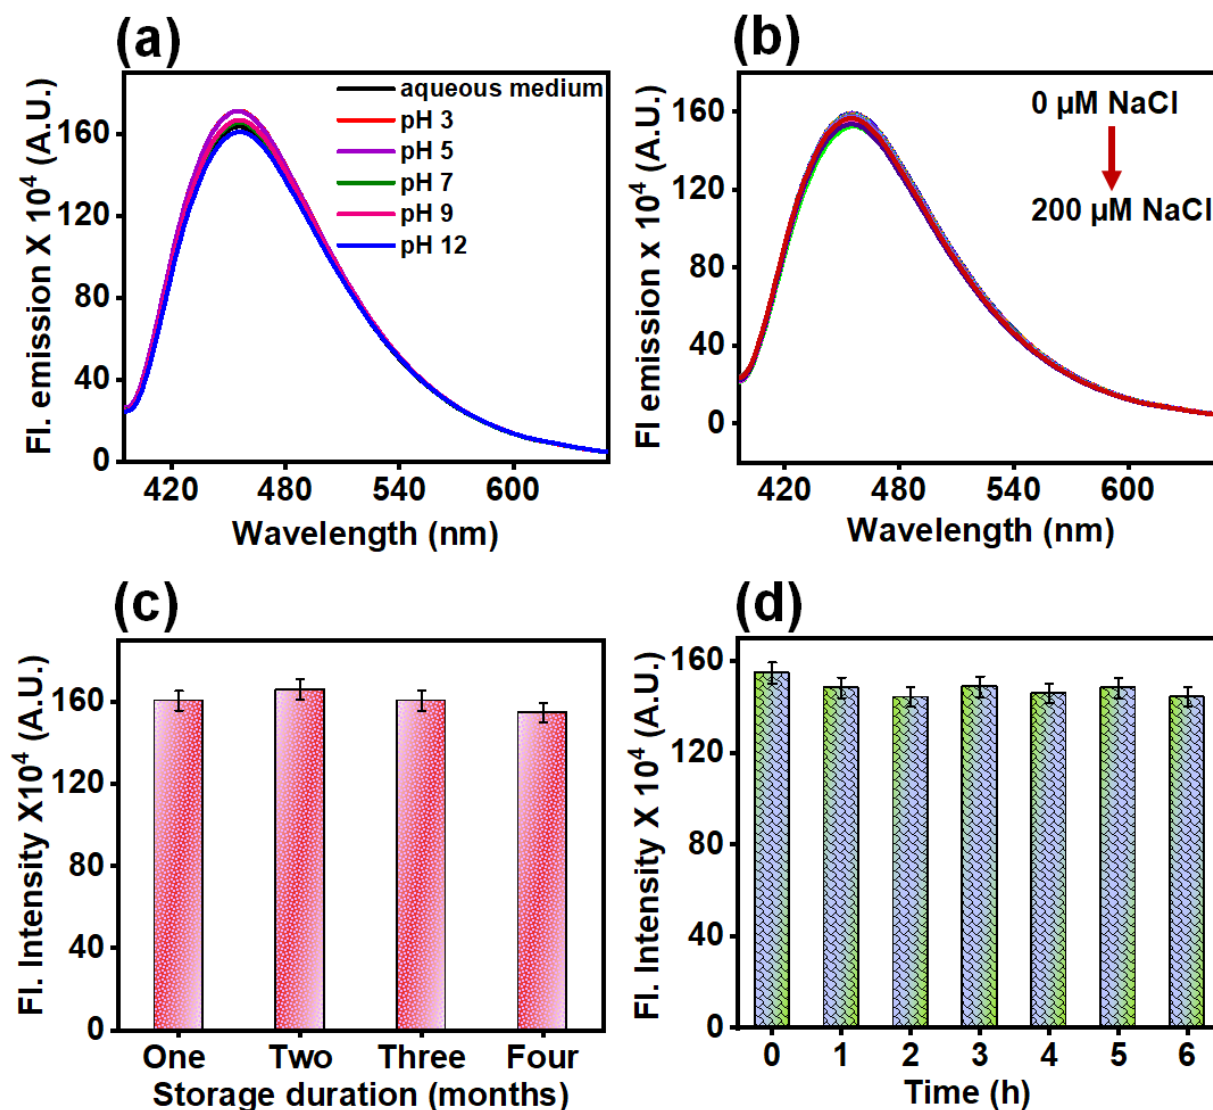 (a)
Fl. emission X 10⁴ (A.U.)
160
120
80
40
0
aqueous medium
pH 3
pH 5
pH 7
pH 9
pH 12
420 480 540 600
Wavelength (nm)
(b)
Fl emission x 10⁴ (A.U.)
160
120
80
40
0
0 µM NaCl
200 µM NaCl
420 480 540 600
Wavelength (nm)
(c)
Fl. Intensity X10⁴ (A.U.)
160
120
80
40
0
One Two Three Four
Storage duration (months)
(d)
Fl. Intensity X 10⁴ (A.U.)
160
120
80
40
0
0 1 2 3 4 5 6
Time (h)